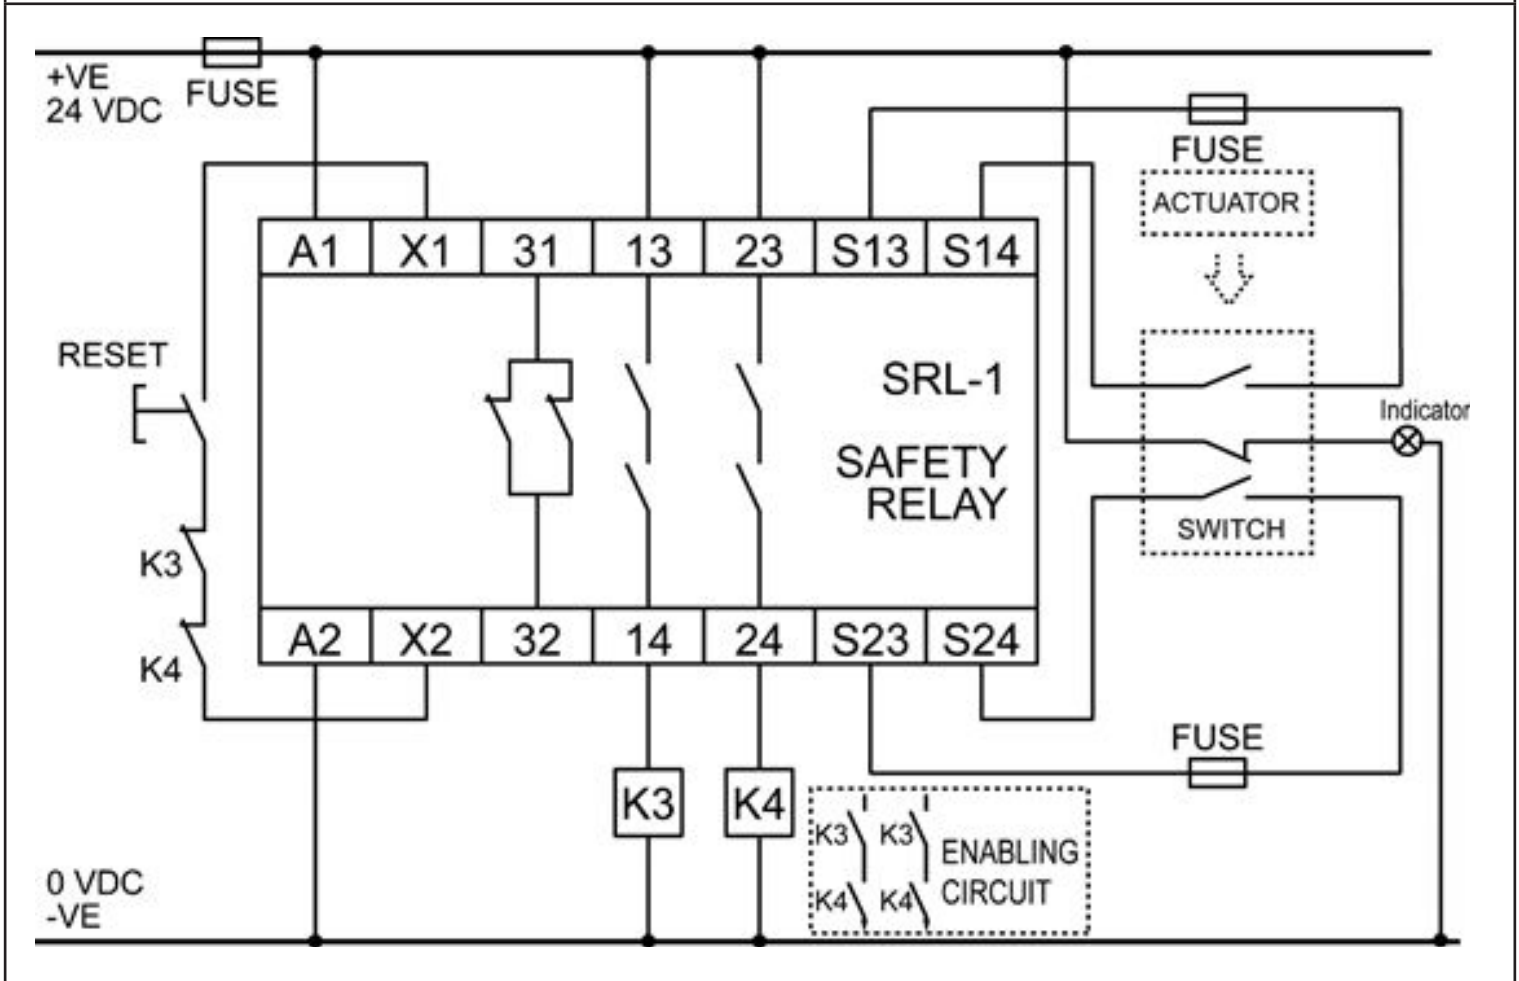 +VE
24 VDC
FUSE
FUSE
ACTUATOR
A1 X1 31 13 23 S13 S14
RESET
SRL-1
Indicator
SAFETY
RELAY
SWITCH
K3
K4
A2 X2 32 14 24 S23 S24
FUSE
K3 K4
K3 K3 ENABLING
K4 K4 CIRCUIT
0 VDC
-VE